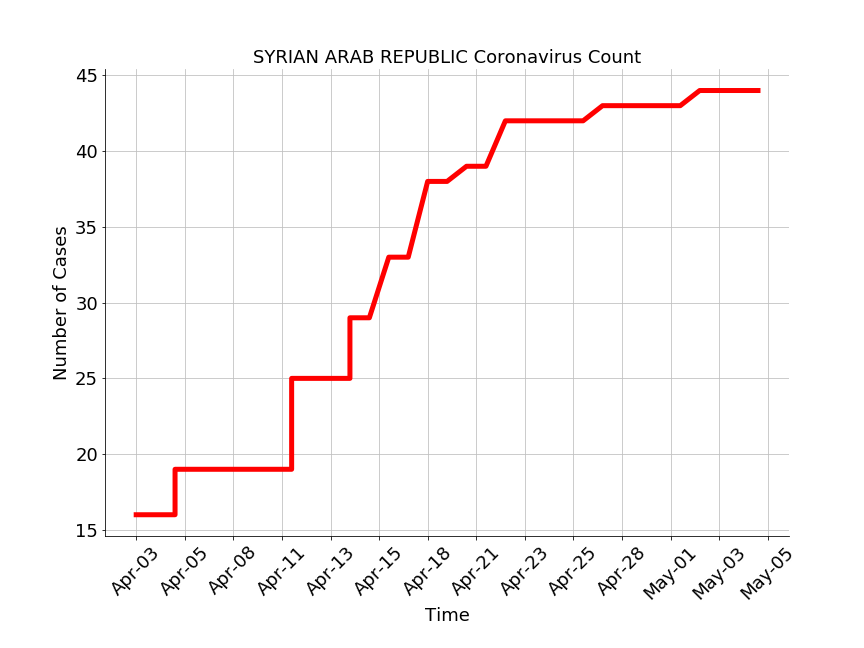 SYRIAN ARAB REPUBLIC Coronavirus Count
45
40
35
30
25
20
15
Number of Cases
Apr-03
Apr-05
Apr-08
Apr-11
Apr-13
Apr-15
Apr-18
Apr-21
Apr-23
Apr-25
Apr-28
May-01
May-03
May-05
Time